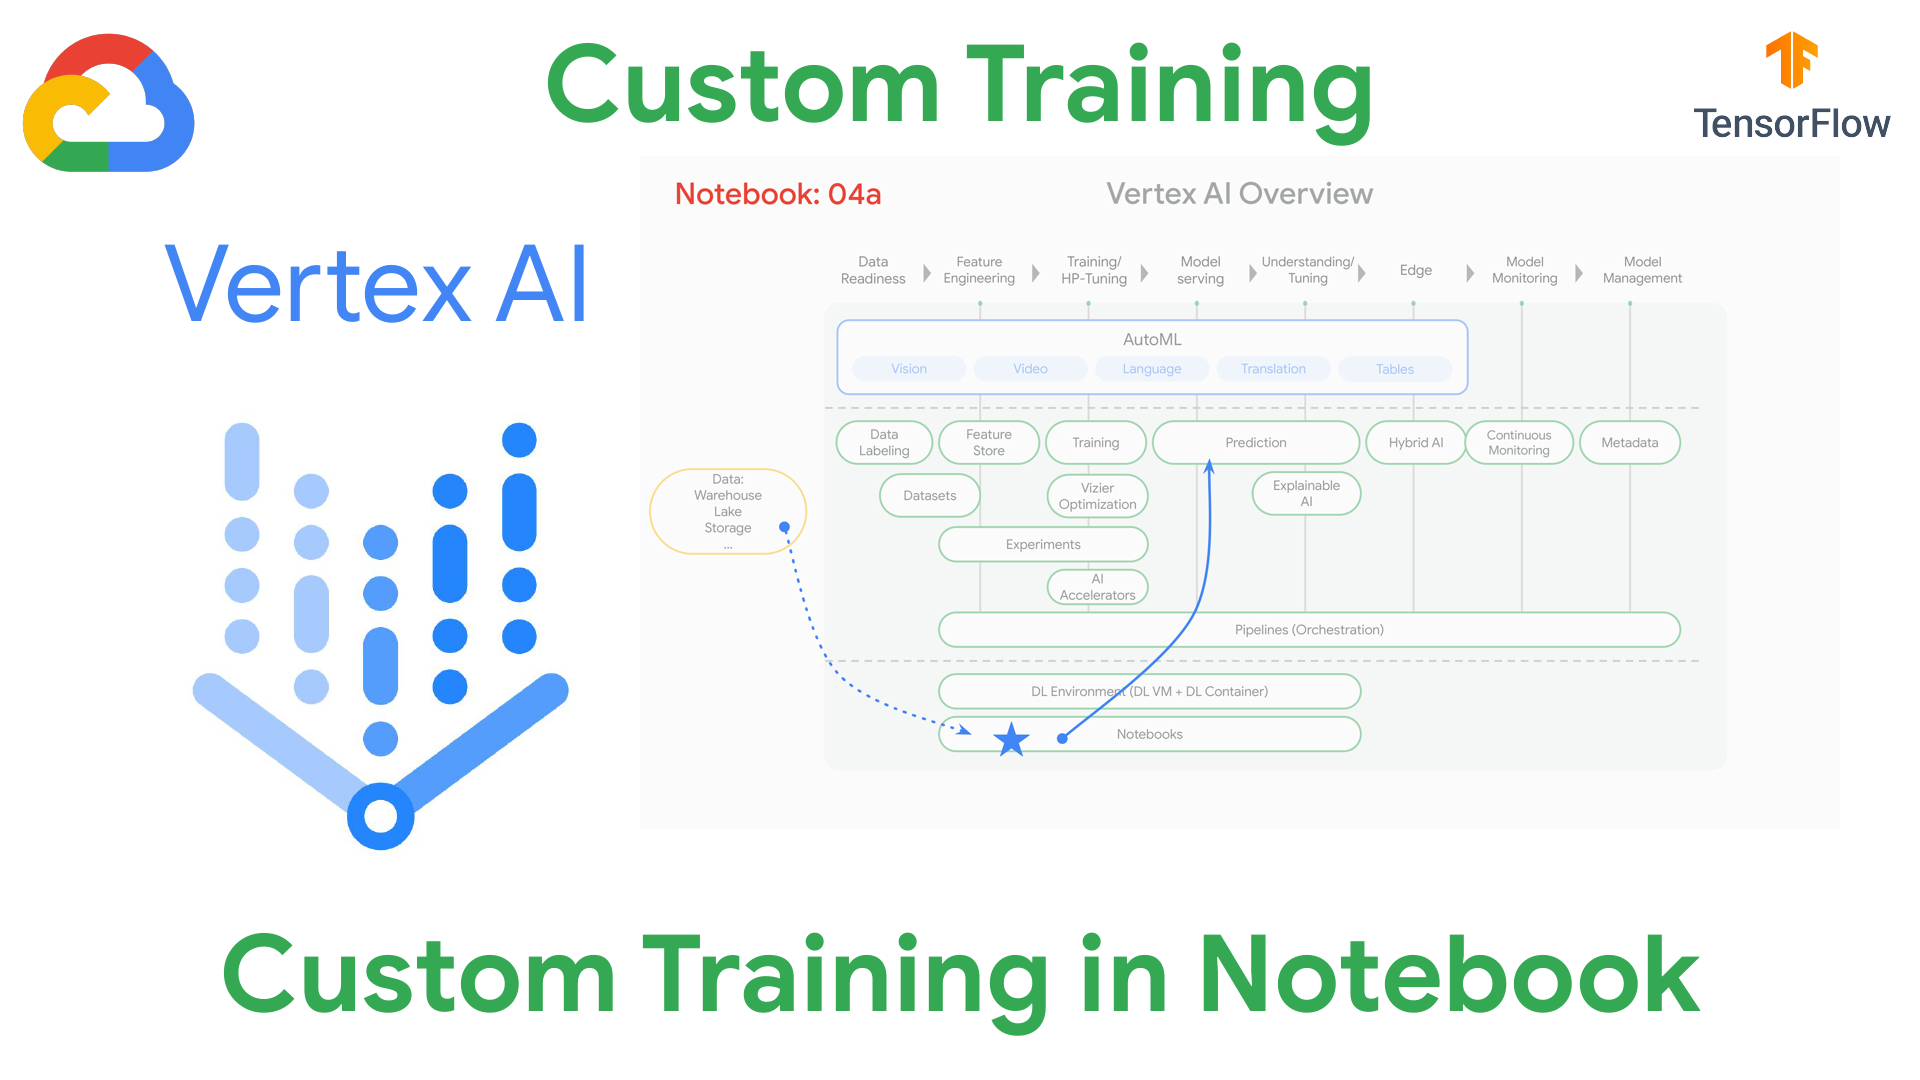 Custom Training
TensorFlow
Notebook: 04a
Vertex AI Overview
Vertex AI
Data
Readiness
Feature
Engineering
Training/
HP-Tuning
Model
serving
Understanding/
Tuning
Edge
Model
Monitoring
Model
Management
AutoML
Vision
Video
Language
Translation
Tables
Data
Labeling
Feature
Store
Training
Prediction
Hybrid AI
Continuous
Monitoring
Metadata
Data:
Warehouse
Lake
Storage
...
Datasets
Vizier
Optimization
Explainable
AI
Experiments
AI
Accelerators
Pipelines (Orchestration)
DL Environment (DL VM + DL Container)
Notebooks
Custom Training in Notebook